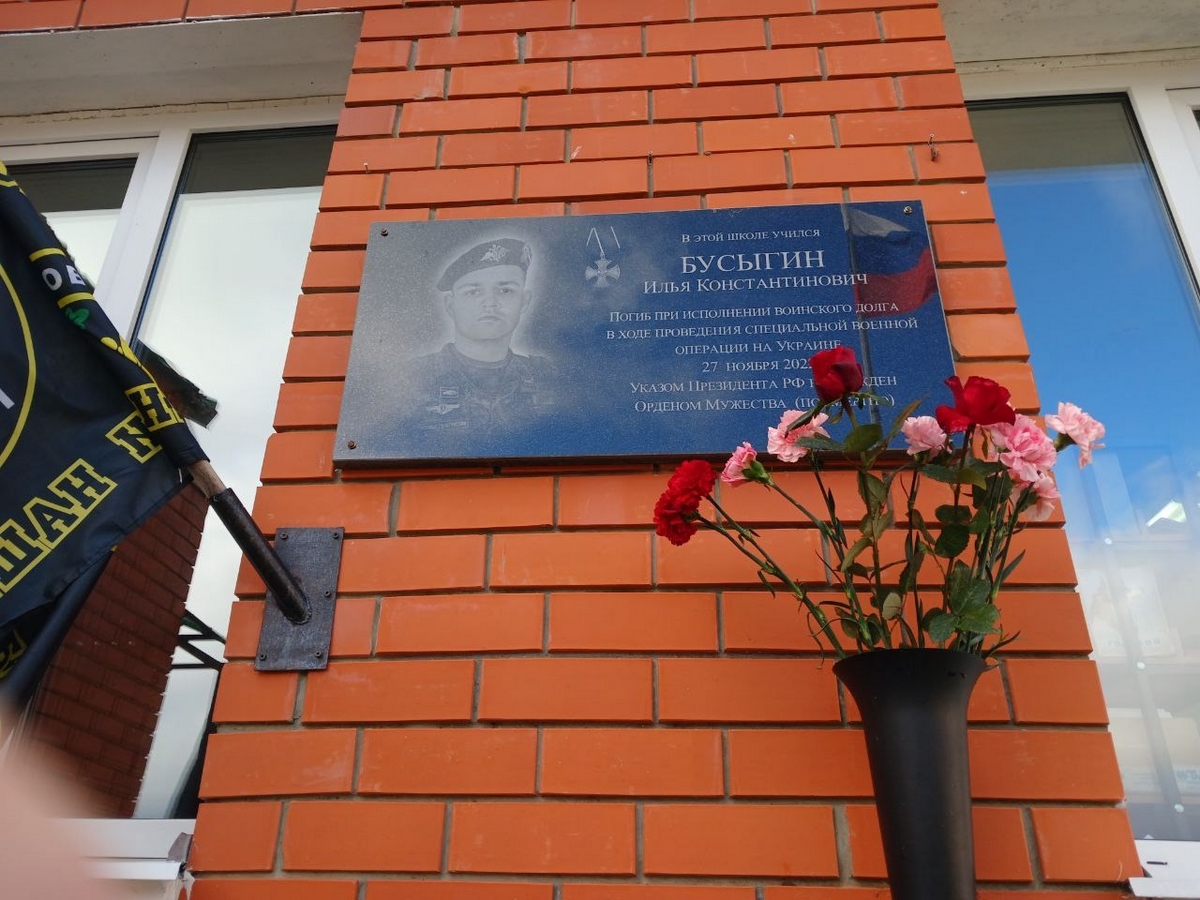 В ЭТОЙ ШКОЛЕ УЧИЛСЯ
БУСЫГИН
ИЛЬЯ КОНСТАНТИНОВИЧ
ПОГИБ ПРИ ИСПОЛНЕНИИ ВОИНСКОГО ДОЛГА
В ХОДЕ ПРОВЕДЕНИЯ СПЕЦИАЛЬНОЙ ВОЕННОЙ
ОПЕРАЦИИ НА УКРАИНЕ
27 НОЯБРЯ
УКАЗОМ ПРЕЗИДЕНТА РФ
ОРДЕНОМ МУЖЕСТВА